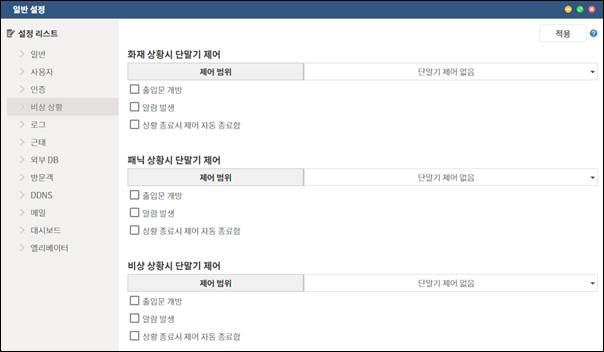 일반 설정
설정 리스트
적용
일반
사용자
인증
비상 상황
로그
근태
외부 DB
방문객
DDNS
메일
대시보드
엘리베이터
화재 상황시 단말기 제어
제어 범위 단말기 제어 없음
출입문 개방
알람 발생
상황 종료시 제어 자동 종료함
패닉 상황시 단말기 제어
제어 범위 단말기 제어 없음
출입문 개방
알람 발생
상황 종료시 제어 자동 종료함
비상 상황시 단말기 제어
제어 범위 단말기 제어 없음
출입문 개방
알람 발생
상황 종료시 제어 자동 종료함